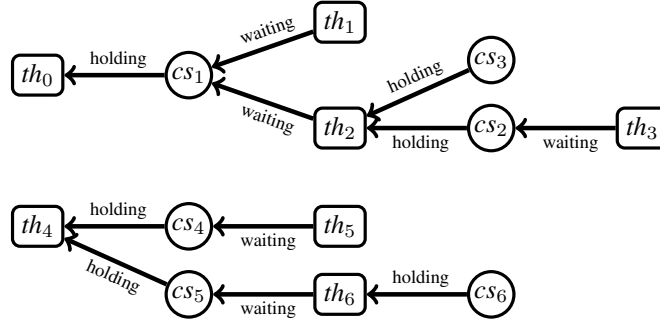 waiting
th₁
holding
cs₁
th₀
cs₃
holding
waiting
th₂
holding
cs₂
waiting
th₃
th₄
holding
cs₄
waiting
th₅
holding
cs₅
waiting
th₆
holding
cs₆